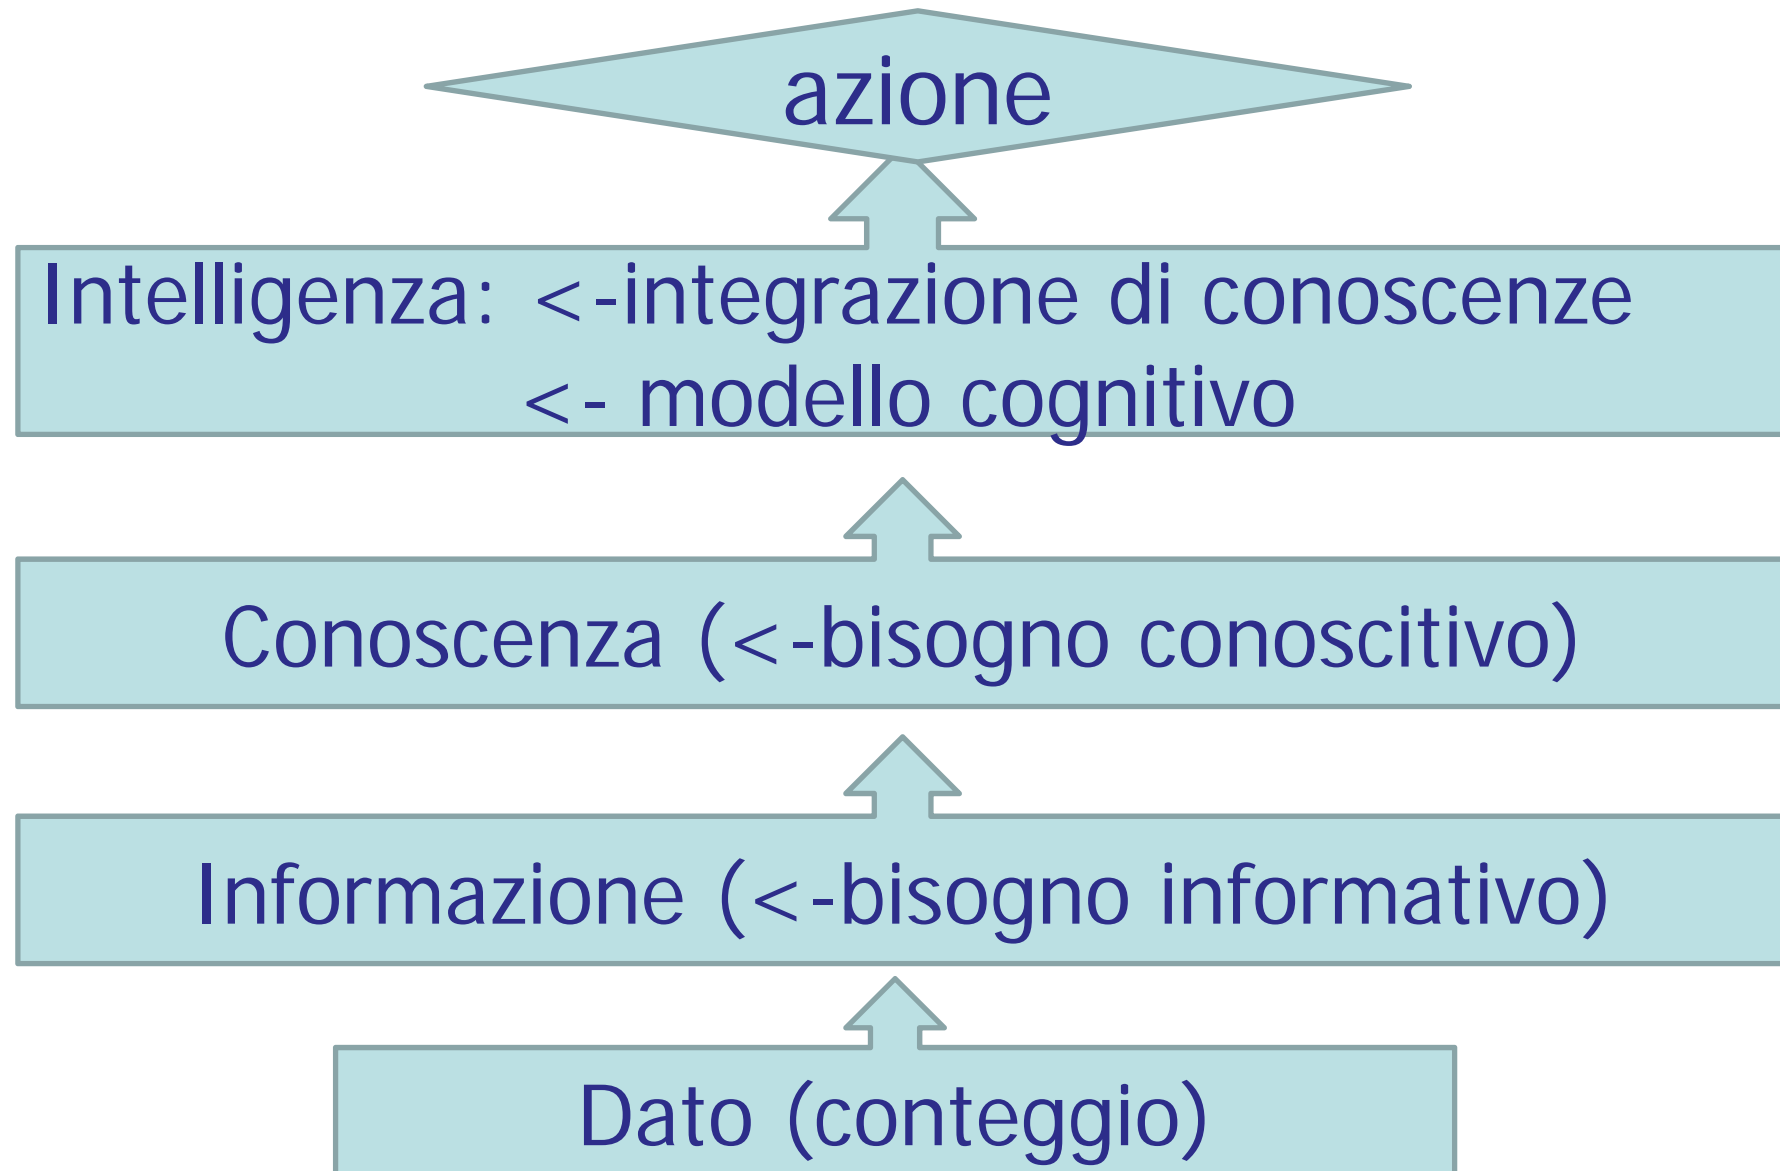 azione
Intelligenza: <-integrazione di conoscenze
<- modello cognitivo
Conoscenza (<-bisogno conoscitivo)
Informazione (<-bisogno informativo)
Dato (conteggio)